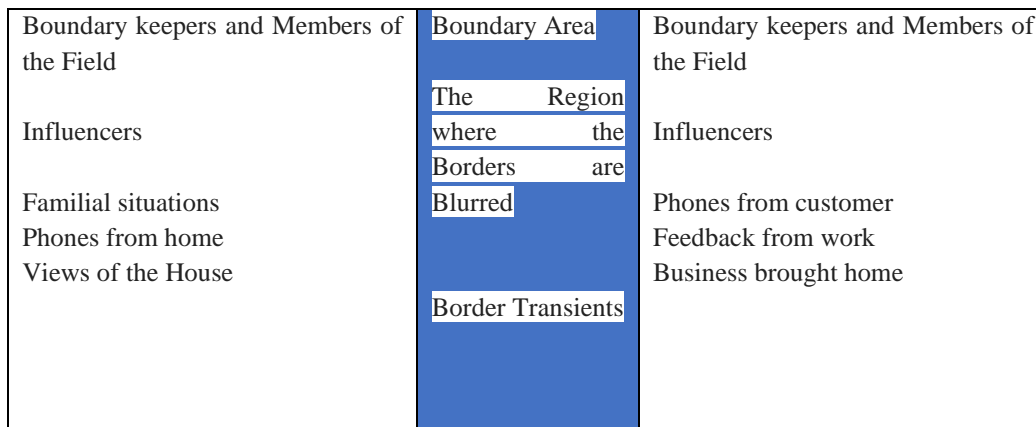 Boundary keepers and Members of
the Field
Influencers
Familial situations
Phones from home
Views of the House
Boundary Area
The Region
where the
Borders are
Blurred
Border Transients
Boundary keepers and Members of
the Field
Influencers
Phones from customer
Feedback from work
Business brought home